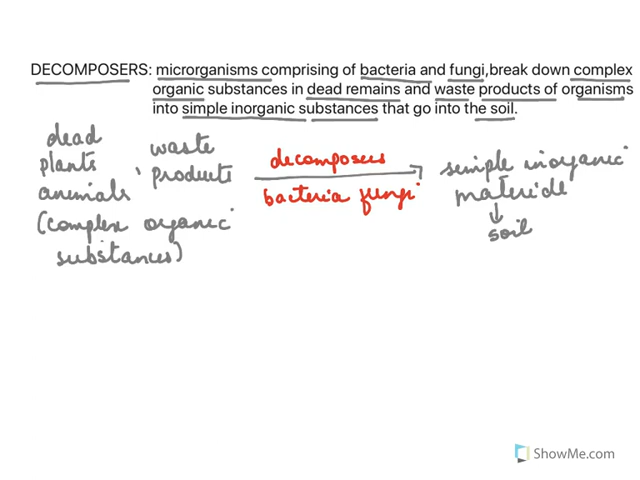 DECOMPOSERS: microrganisms comprising of bacteria and fungi,break down complex
organic substances in dead remains and waste products of organisms
into simple inorganic substances that go into the soil.
dead
plants
animals
(complex organic
substances)
, waste
products
decomposers
bacteria fungi
simple inorganic
materials
soil
ShowMe.com